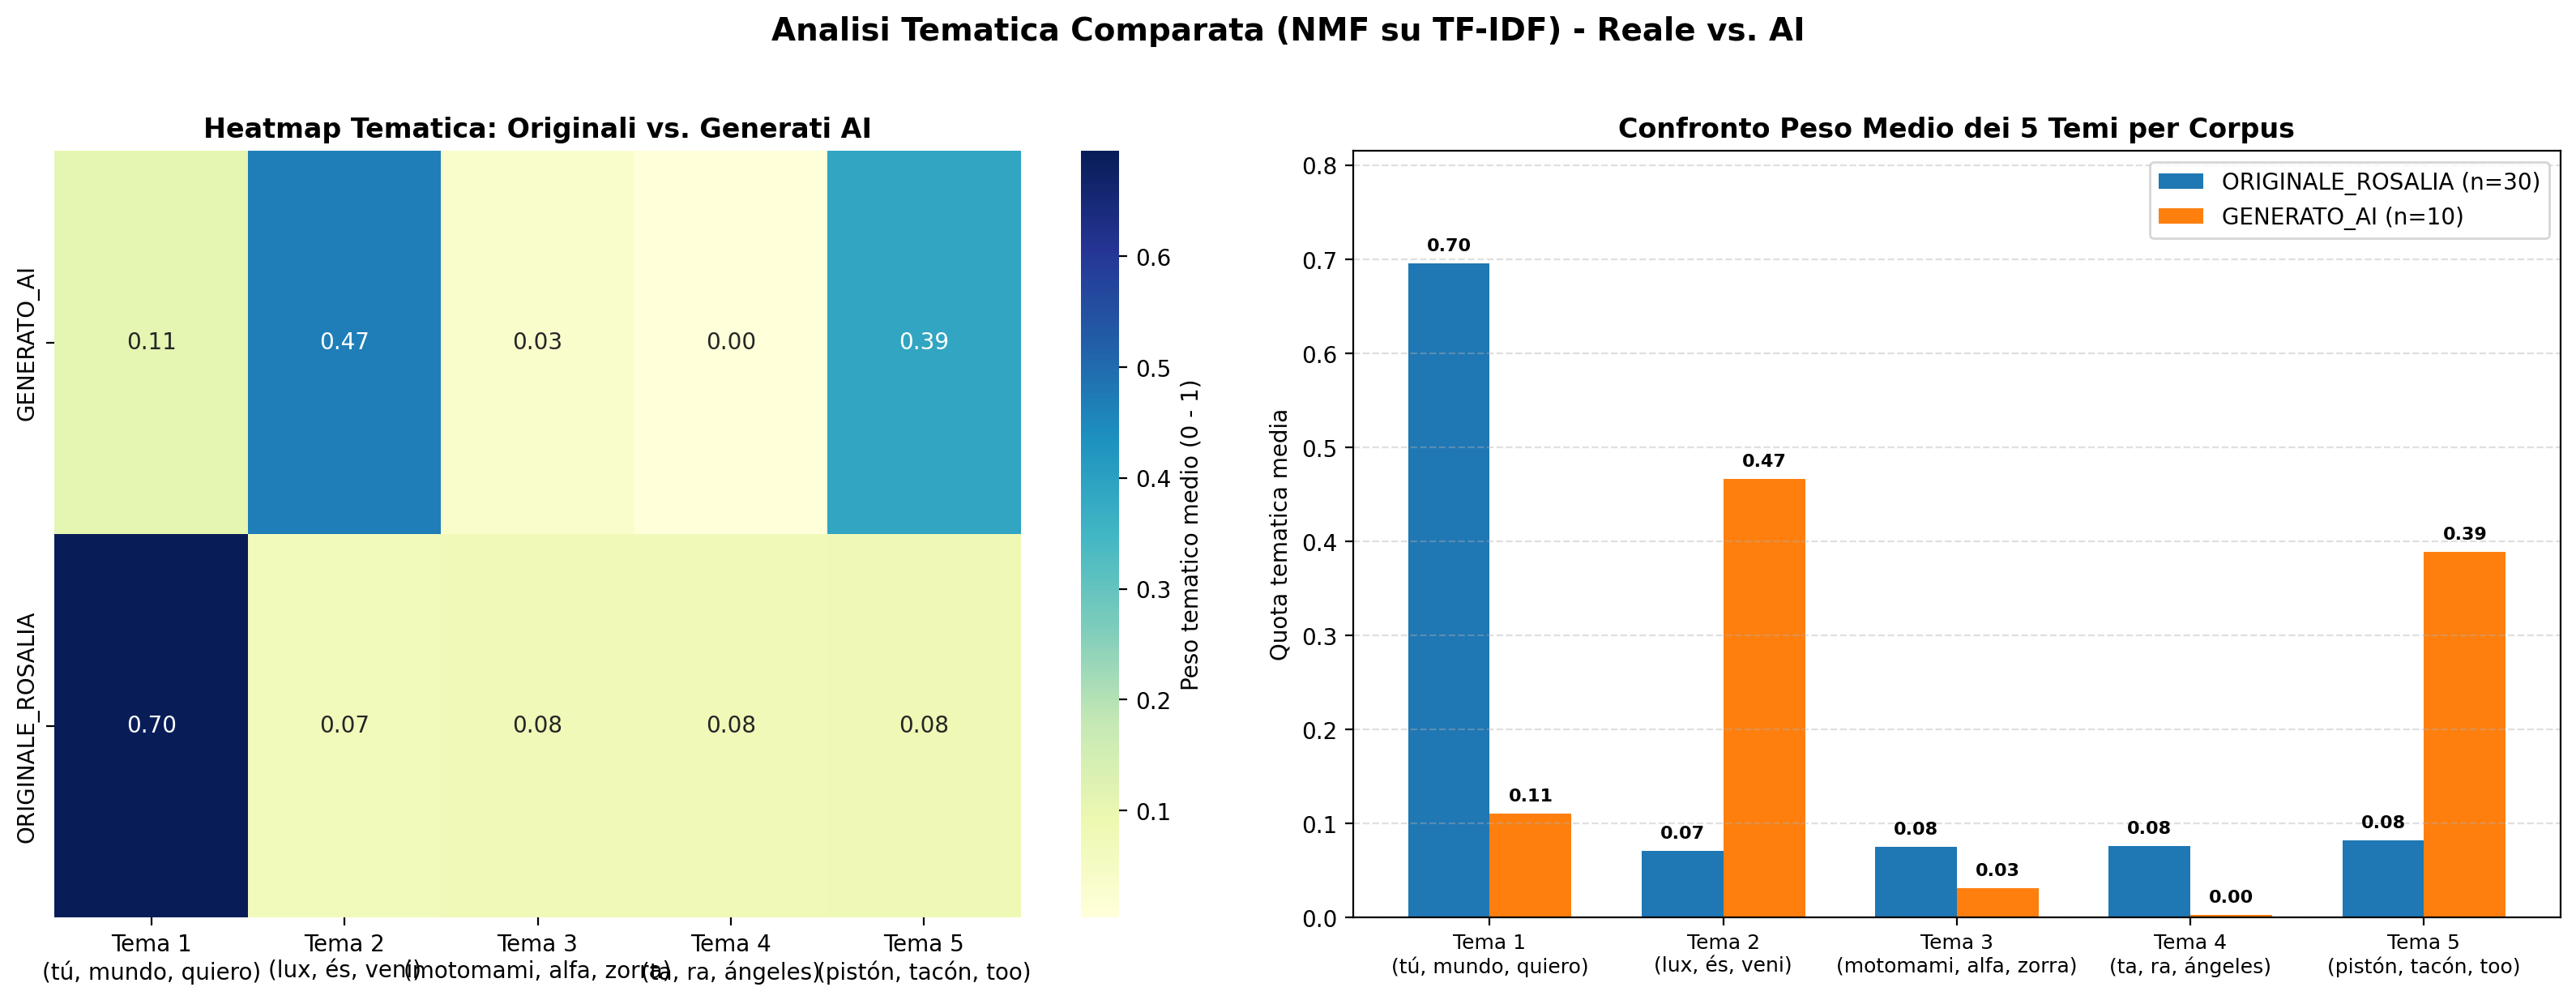 Analisi Tematica Comparata (NMF su TF-IDF) - Reale vs. AI
Heatmap Tematica: Originali vs. Generati AI
GENERATO_AI
ORIGINALE_ROSALIA
0.11
0.47
0.03
0.00
0.39
0.70
0.07
0.08
0.08
0.08
Tema 1
(tú, mundo, quiero)
Tema 2
(lux, és, veni)
Tema 3
(motomami, alfa, zorra)
Tema 4
(ta, ra, ángeles)
Tema 5
(pistón, tacón, too)
0.6
0.5
0.4
0.3
0.2
0.1
Peso tematico medio (0 - 1)
Confronto Peso Medio dei 5 Temi per Corpus
ORIGINALE_ROSALIA (n=30)
GENERATO_AI (n=10)
Quota tematica media
0.8
0.7
0.6
0.5
0.4
0.3
0.2
0.1
0.0
0.70
0.11
0.07
0.47
0.08
0.03
0.08
0.00
0.08
0.39
Tema 1
(tú, mundo, quiero)
Tema 2
(lux, és, veni)
Tema 3
(motomami, alfa, zorra)
Tema 4
(ta, ra, ángeles)
Tema 5
(pistón, tacón, too)